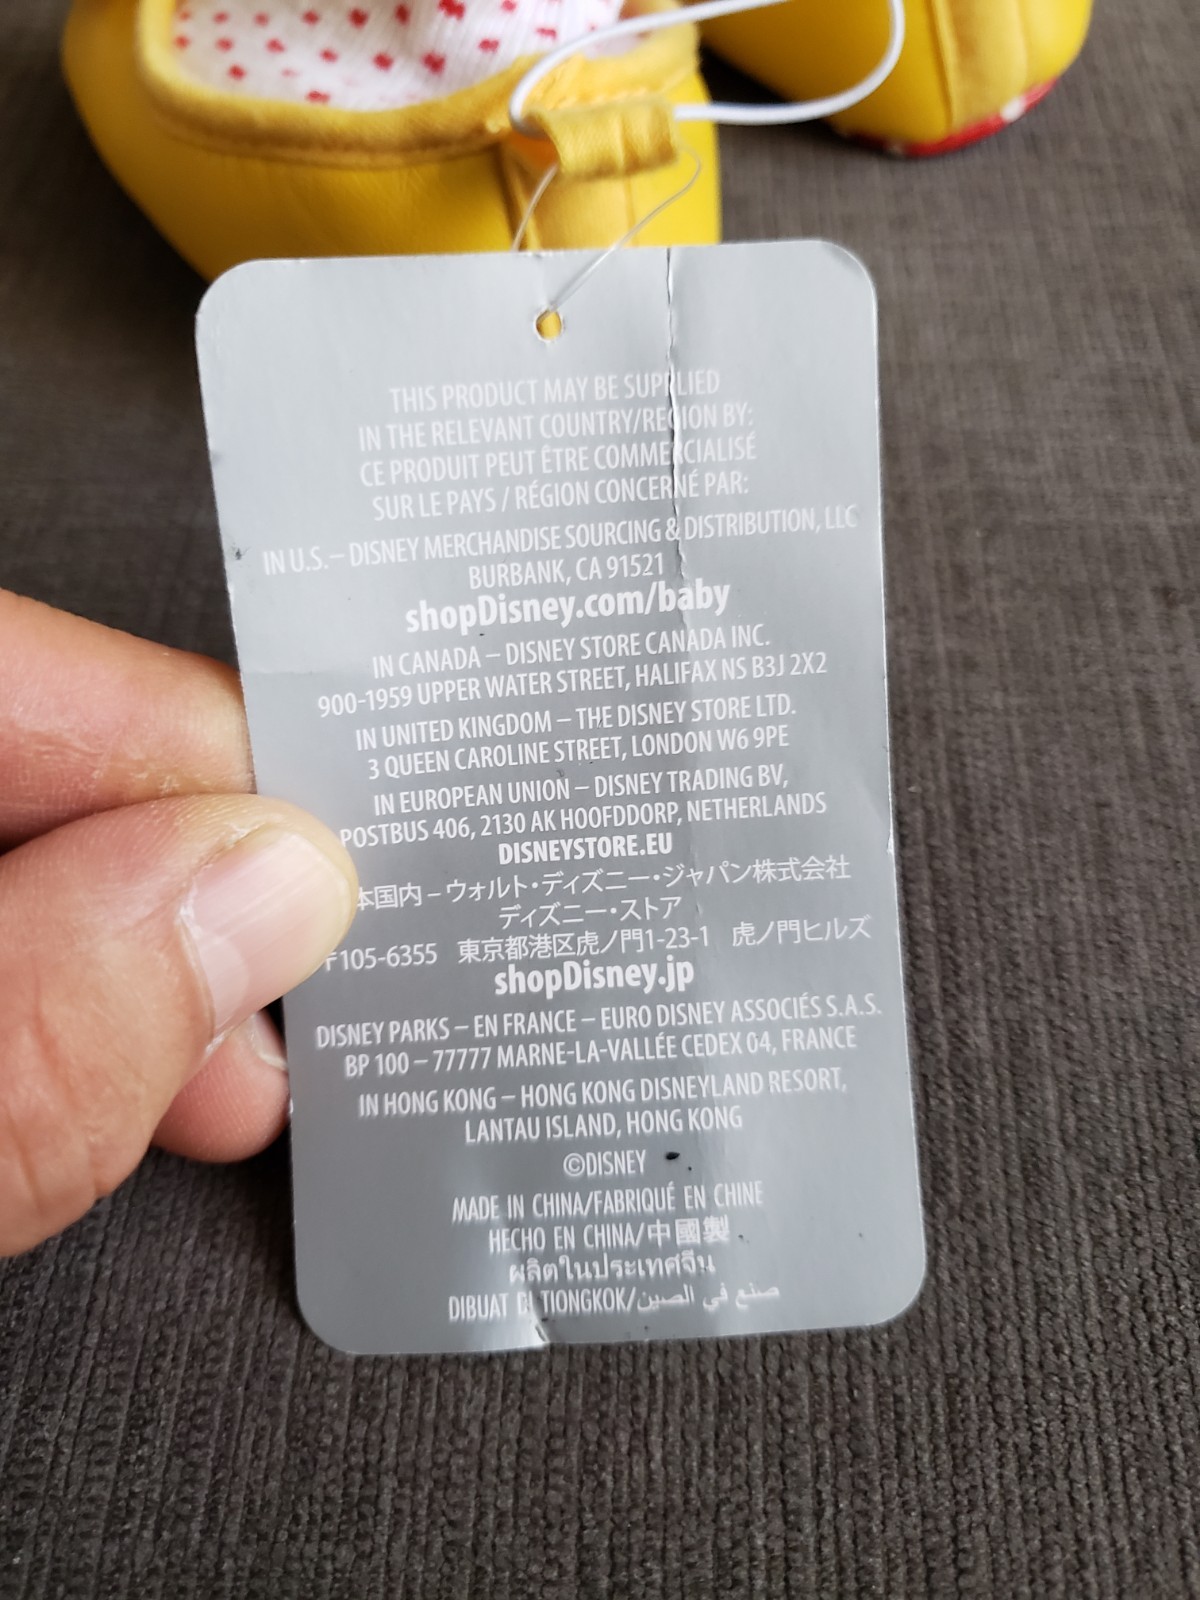 THIS PRODUCT MAY BE SUPPLIED
IN THE RELEVANT COUNTRY/REGION BY:
CE PRODUIT PEUT ÊTRE COMMERCIALISÉ
SUR LE PAYS / RÉGION CONCERNÉ PAR:
IN U.S. – DISNEY MERCHANDISE SOURCING & DISTRIBUTION, LLC
BURBANK, CA 91521
shopDisney.com/baby
IN CANADA – DISNEY STORE CANADA INC.
900-1959 UPPER WATER STREET, HALIFAX NS B3J 2X2
IN UNITED KINGDOM – THE DISNEY STORE LTD.
3 QUEEN CAROLINE STREET, LONDON W6 9PE
IN EUROPEAN UNION – DISNEY TRADING BV,
POSTBUS 406, 2130 AK HOOFDDORP, NETHERLANDS
DISNEYSTORE.EU
本国内 – ウォルト・ディズニー・ジャパン株式会社
ディズニー・ストア
〒105-6355 東京都港区虎ノ門1-23-1 虎ノ門ヒルズ
shopDisney.jp
DISNEY PARKS – EN FRANCE – EURO DISNEY ASSOCIÉS S.A.S.
BP 100 – 77777 MARNE-LA-VALLÉE CEDEX 04, FRANCE
IN HONG KONG – HONG KONG DISNEYLAND RESORT,
LANTAU ISLAND, HONG KONG
©DISNEY
MADE IN CHINA/FABRIQUÉ EN CHINE
HECHO EN CHINA/中國製
ผลิตในประเทศจีน
DIBUAT DI TIONGKOK/صنع في الصين